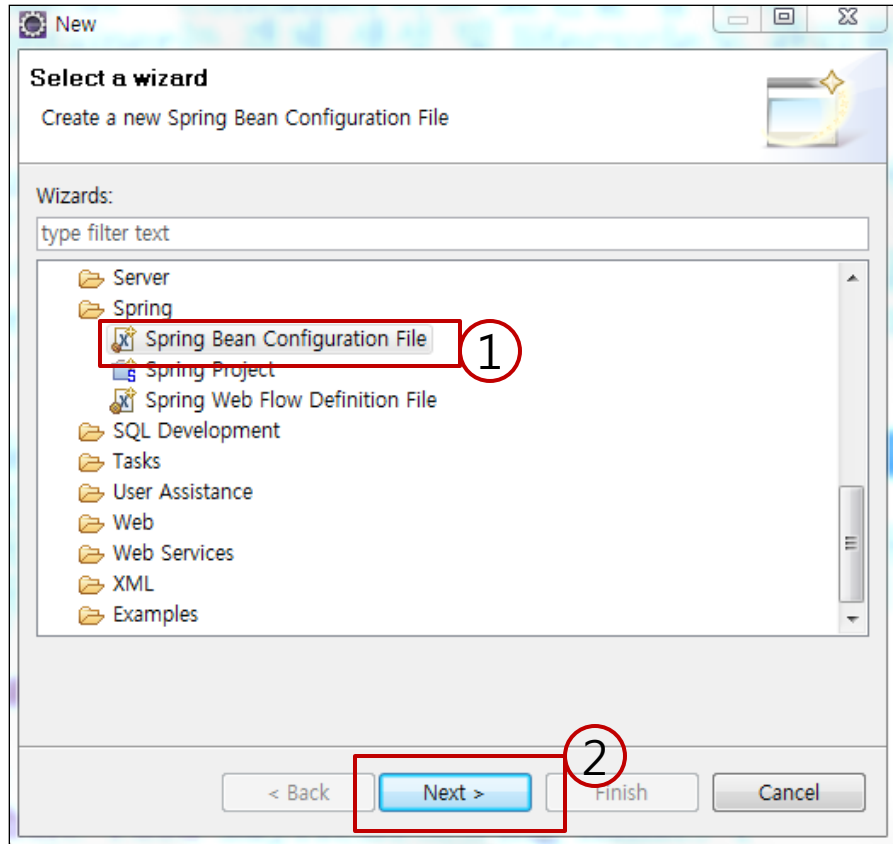 New
Select a wizard
Create a new Spring Bean Configuration File
Wizards:
type filter text
Server
Spring
Spring Bean Configuration File
①
Spring Project
Spring Web Flow Definition File
SQL Development
Tasks
User Assistance
Web
Web Services
XML
Examples
②
< Back Next > Finish Cancel